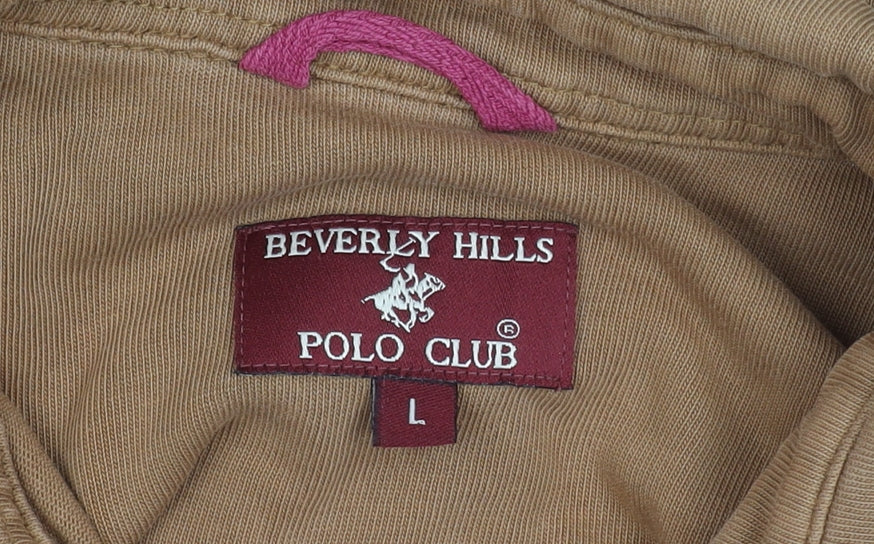 BEVERLY HILLS
®
POLO CLUB
L